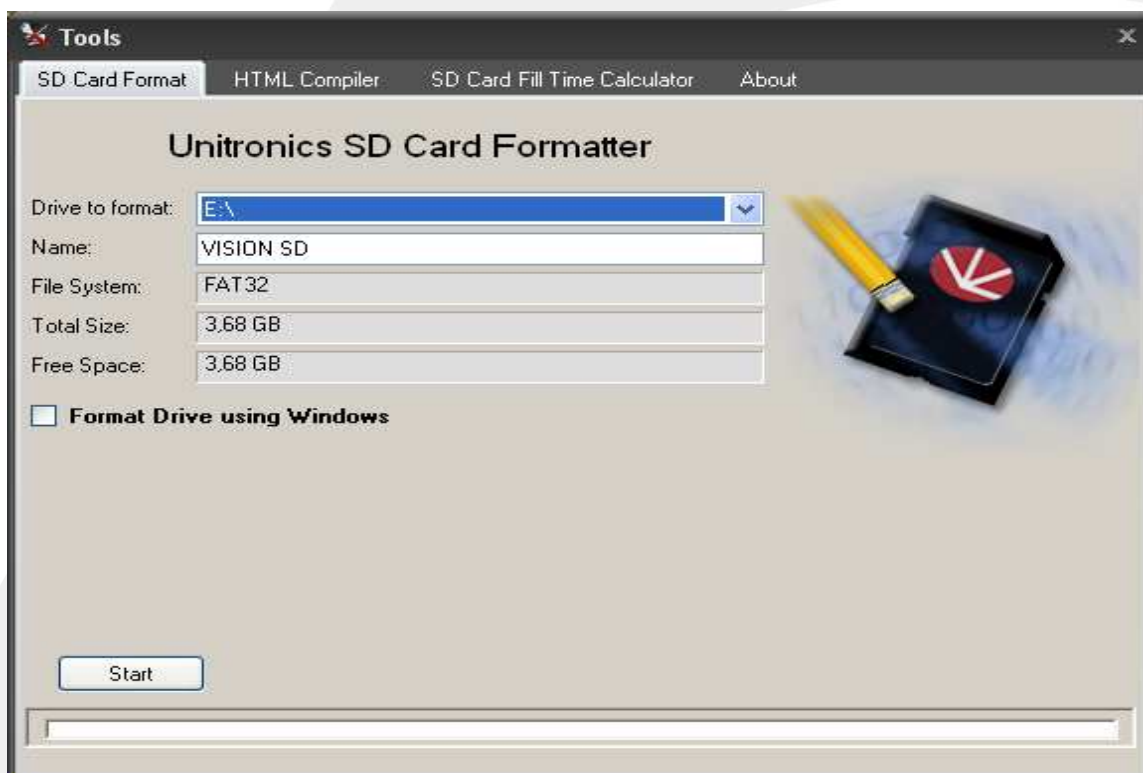 Tools
SD Card Format HTML Compiler SD Card Fill Time Calculator About
Unitronics SD Card Formatter
Drive to format: E:\
Name: VISION SD
File System: FAT32
Total Size: 3,68 GB
Free Space: 3,68 GB
Format Drive using Windows
Start